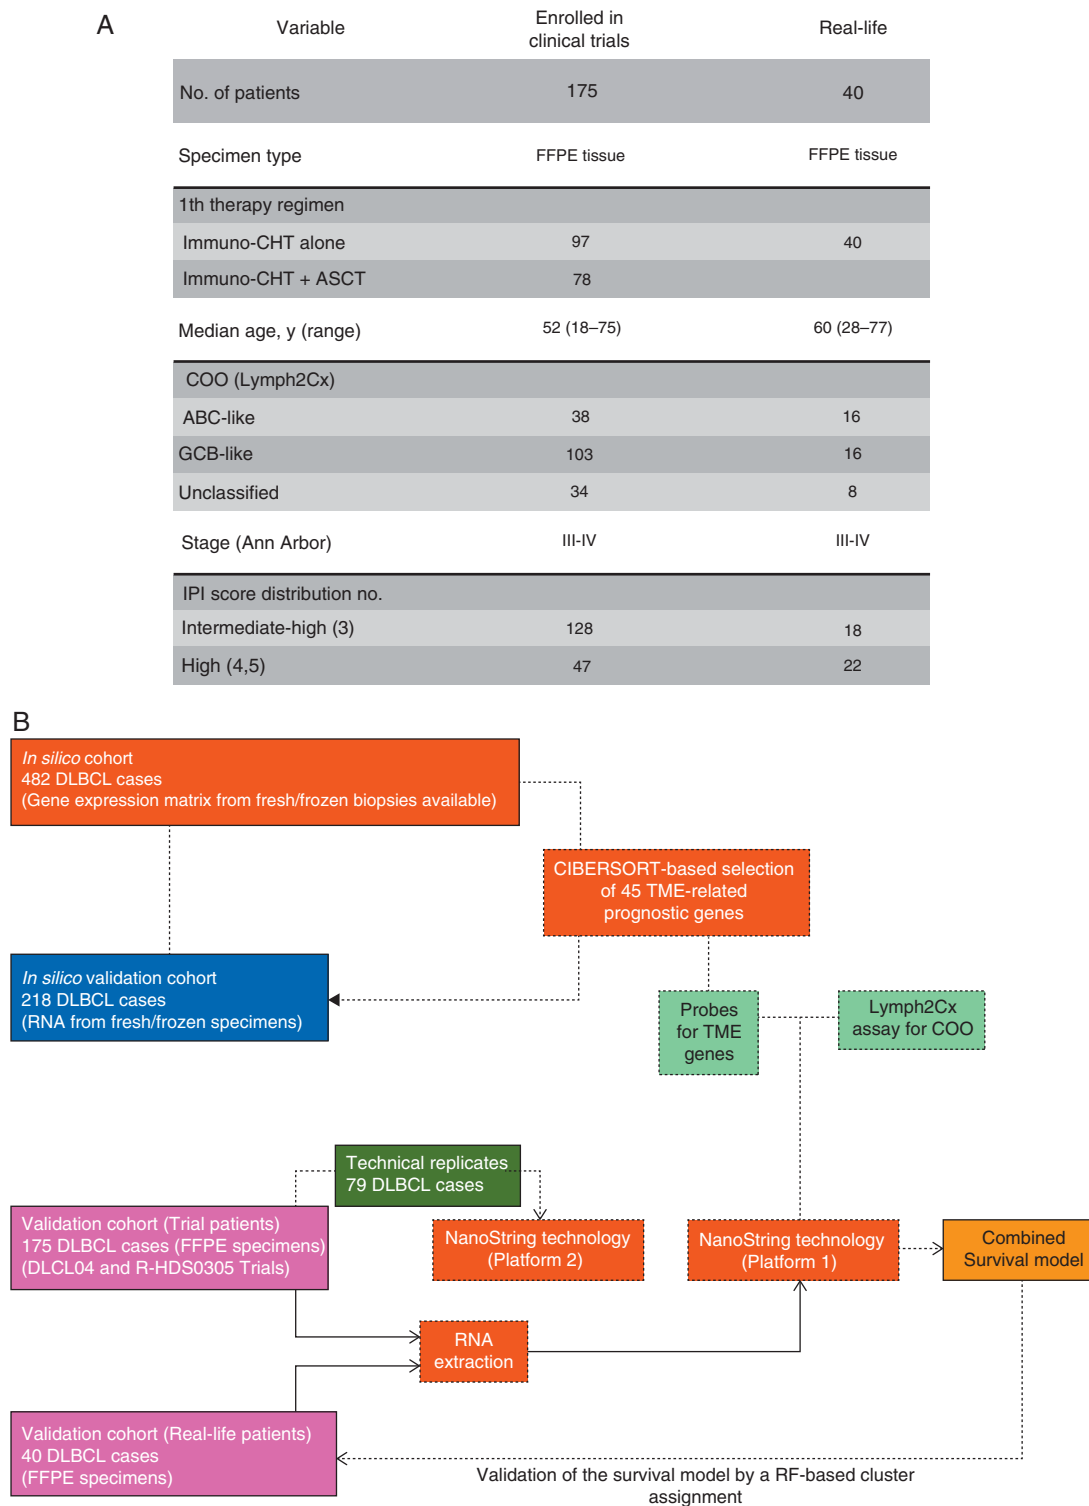 A
Variable
Enrolled in
clinical trials
Real-life
No. of patients 175 40
Specimen type FFPE tissue FFPE tissue
1th therapy regimen
Immuno-CHT alone 97 40
Immuno-CHT + ASCT 78
Median age, y (range) 52 (18–75) 60 (28–77)
COO (Lymph2Cx)
ABC-like 38 16
GCB-like 103 16
Unclassified 34 8
Stage (Ann Arbor) III-IV III-IV
IPI score distribution no.
Intermediate-high (3) 128 18
High (4,5) 47 22
B
In silico cohort
482 DLBCL cases
(Gene expression matrix from fresh/frozen biopsies available)
CIBERSORT-based selection
of 45 TME-related
prognostic genes
In silico validation cohort
218 DLBCL cases
(RNA from fresh/frozen specimens)
Probes
for TME
genes
Lymph2Cx
assay for COO
Technical replicates
79 DLBCL cases
Validation cohort (Trial patients)
175 DLBCL cases (FFPE specimens)
(DLCL04 and R-HDS0305 Trials)
NanoString technology
(Platform 2)
NanoString technology
(Platform 1)
Combined
Survival model
RNA
extraction
Validation cohort (Real-life patients)
40 DLBCL cases
(FFPE specimens)
Validation of the survival model by a RF-based cluster
assignment